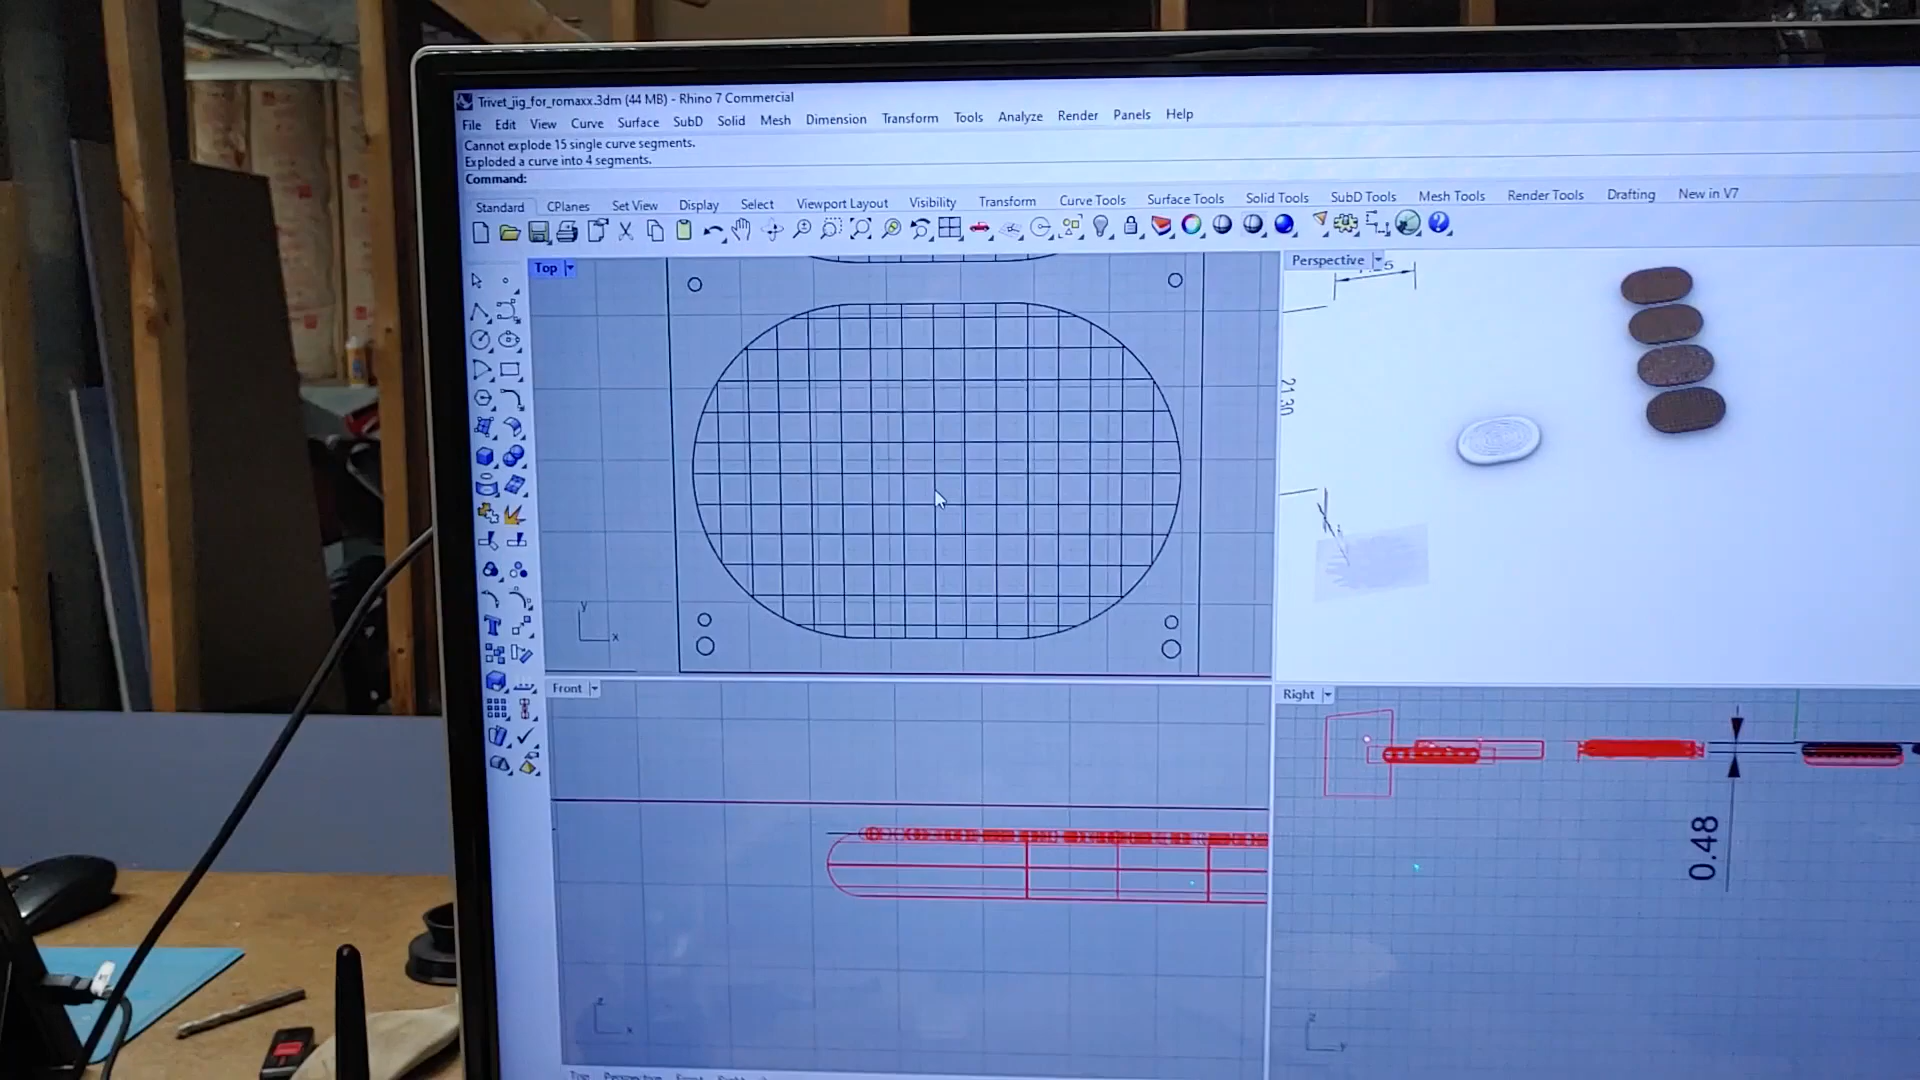 Trivet_jig_for_romaxx.3dm (44 MB) - Rhino 7 Commercial
File Edit View Curve Surface SubD Solid Mesh Dimension Transform Tools Analyze Render Panels Help
Cannot explode 15 single curve segments.
Exploded a curve into 4 segments.
Command:
Standard CPlanes Set View Display Select Viewport Layout Visibility Transform Curve Tools Surface Tools Solid Tools SubD Tools Mesh Tools Render Tools Drafting New in V7
Top
Perspective
21.30
y
x
Front
Right
0.48
z
x